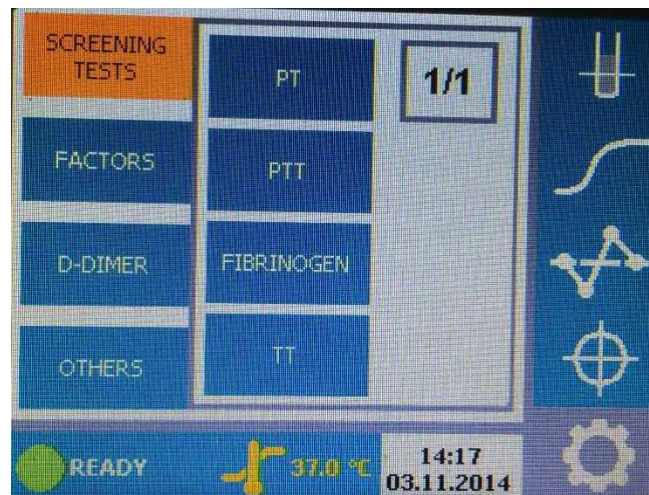 SCREENING
TESTS
FACTORS
D-DIMER
OTHERS
PT
PTT
FIBRINOGEN
TT
1/1
READY
37.0 °C
14:17
03.11.2014